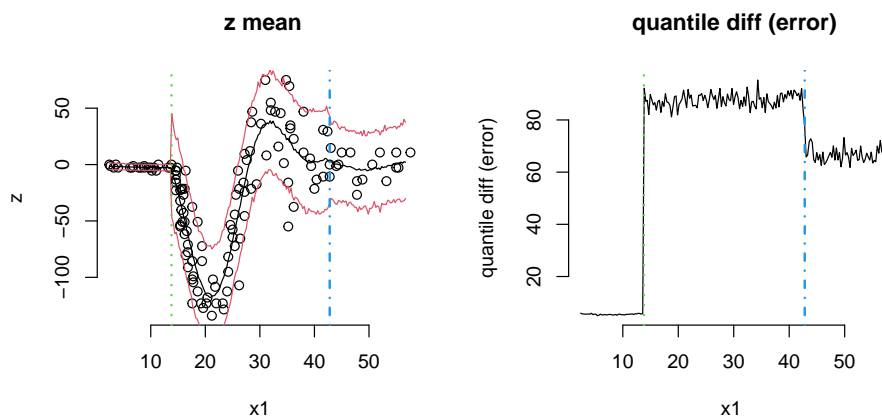 z mean
z
50
0
−50
−100
10 20 30 40 50
x1
quantile diff (error)
quantile diff (error)
80
60
40
20
10 20 30 40 50
x1